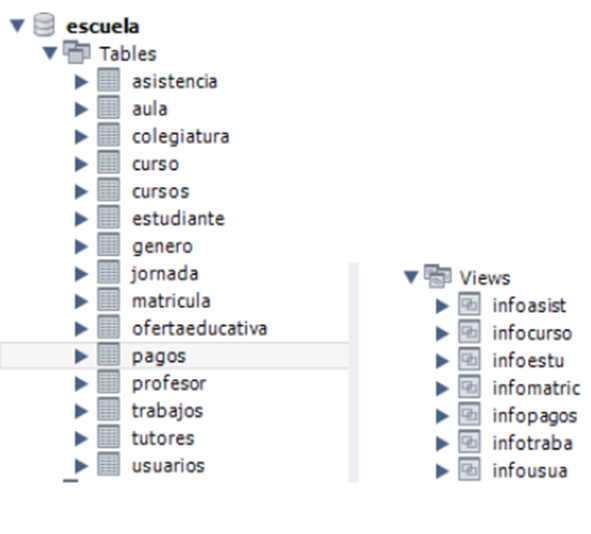 escuela
Tables
asistencia
aula
colegiatura
curso
cursos
estudiante
genero
jornada
matricula
ofertaeducativa
pagos
profesor
trabajos
tutores
usuarios
Views
infoasist
infocurso
infoestu
infomatric
infopagos
infotraba
infousua